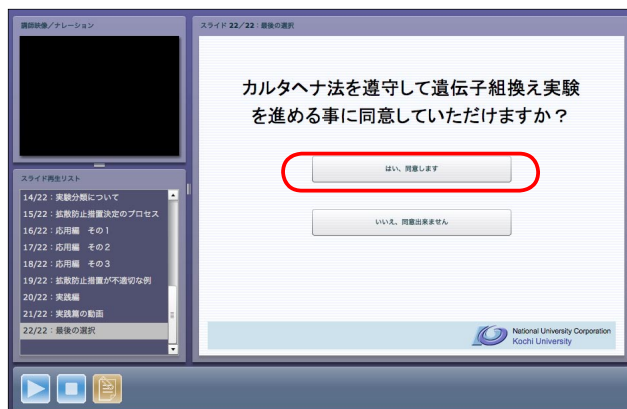 講師映像／ナレーション
スライド 22／22：最後の選択
カルタヘナ法を遵守して遺伝子組換え実験
を進める事に同意していただけますか？
はい、同意します
いいえ、同意出来ません
National University Corporation
Kochi University
スライド再生リスト
14/22：実験分類について
15/22：拡散防止措置決定のプロセス
16/22：応用編 その１
17/22：応用編 その２
18/22：応用編 その３
19/22：拡散防止措置が不適切な例
20/22：実践編
21/22：実践篇の動画
22/22：最後の選択